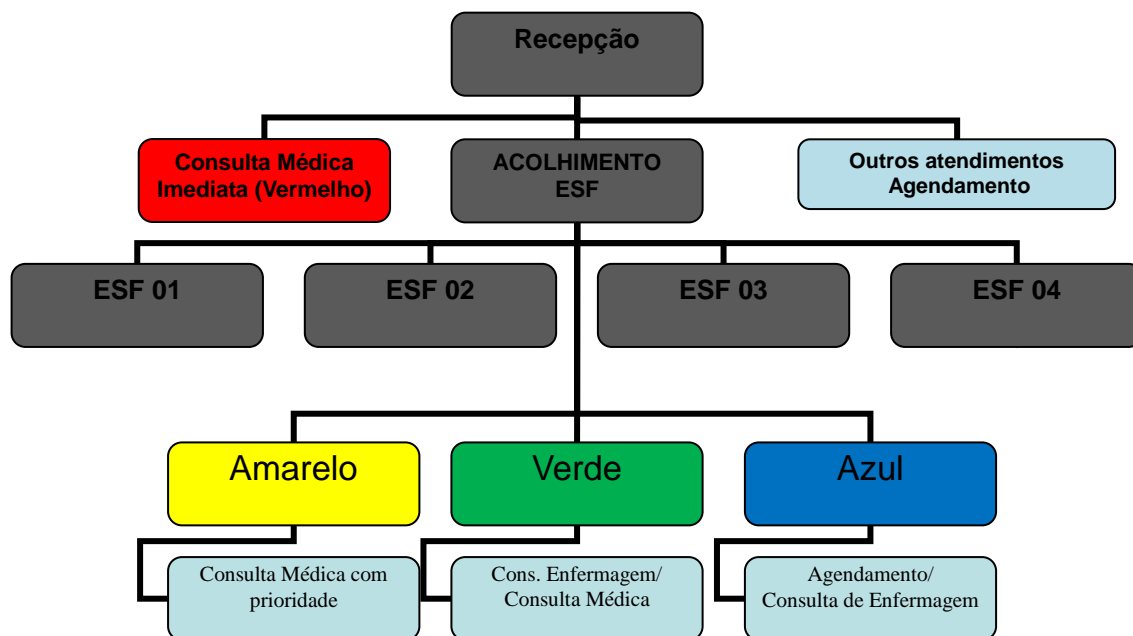 Recepção
Consulta Médica
Imediata (Vermelho)
ACOLHIMENTO
ESF
Outros atendimentos
Agendamento
ESF 01
ESF 02
ESF 03
ESF 04
Amarelo
Verde
Azul
Consulta Médica com
prioridade
Cons. Enfermagem/
Consulta Médica
Agendamento/
Consulta de Enfermagem